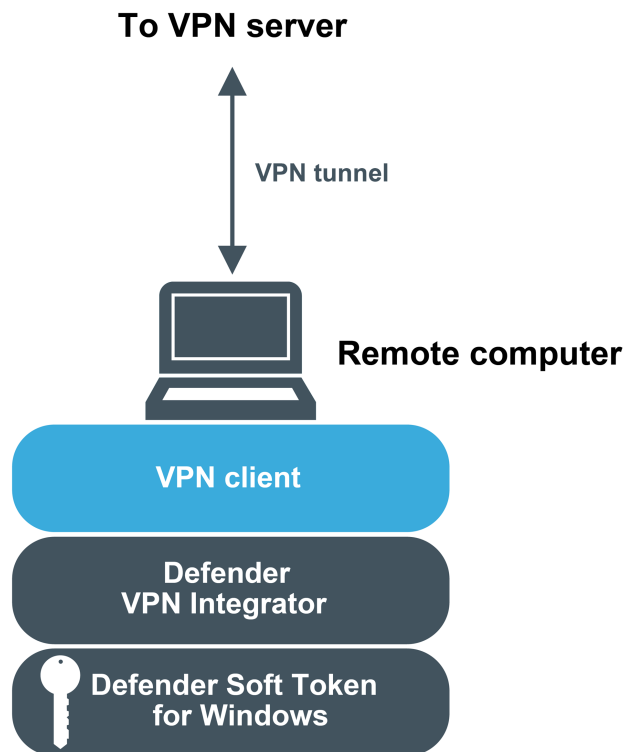 To VPN server
VPN tunnel
Remote computer
VPN client
Defender
VPN Integrator
Defender Soft Token
for Windows